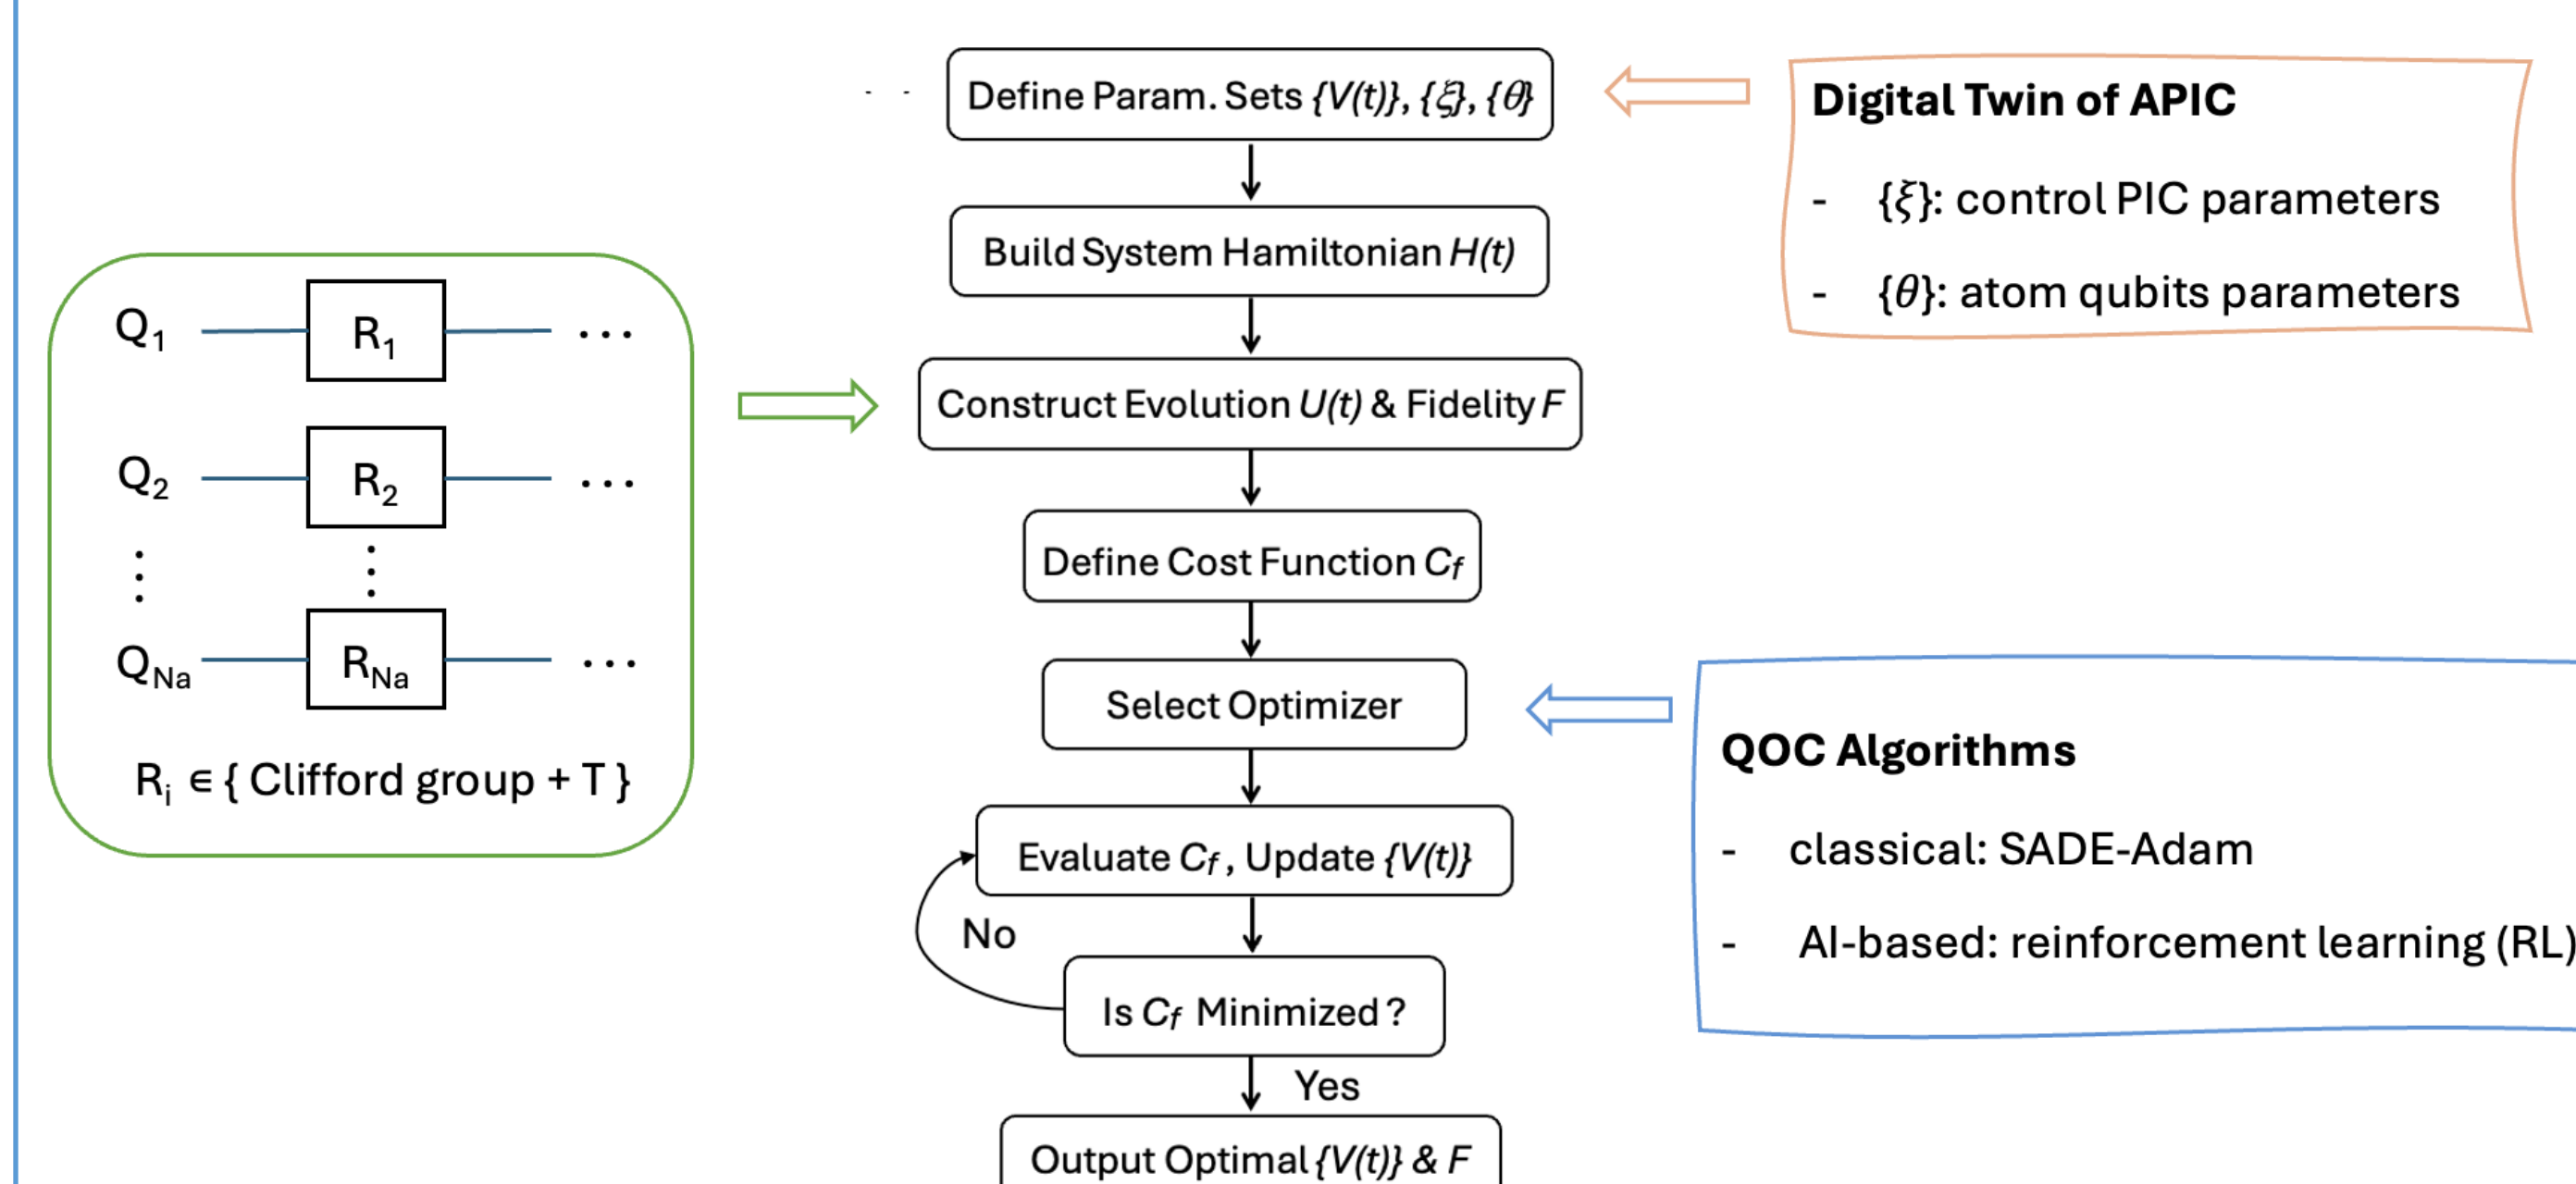 Q1 R1 ...
Q2 R2 ...
QNa RNa ...
Ri ∈ { Clifford group + T }
Define Param. Sets {V(t)}, {ξ}, {θ}
Build System Hamiltonian H(t)
Construct Evolution U(t) & Fidelity F
Define Cost Function Cf
Select Optimizer
Evaluate Cf , Update {V(t)}
No
Is Cf Minimized ?
Yes
Output Optimal {V(t)} & F
Digital Twin of APIC
- {ξ}: control PIC parameters
- {θ}: atom qubits parameters
QOC Algorithms
- classical: SADE-Adam
- AI-based: reinforcement learning (RL)